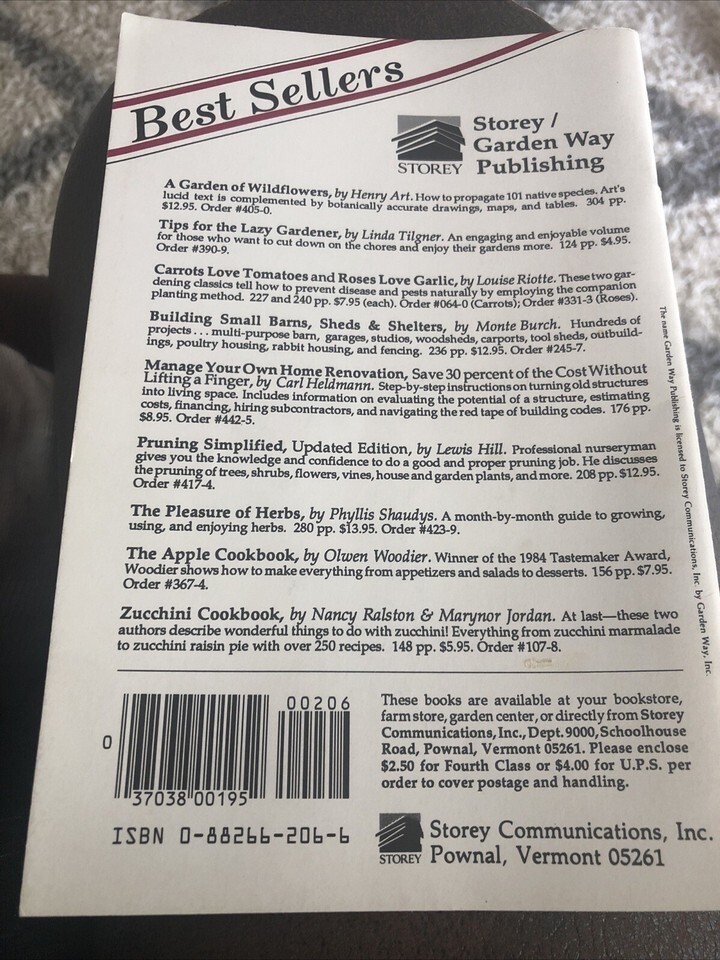 Best Sellers
STOREY
Storey /
Garden Way
Publishing
A Garden of Wildflowers, by Henry Art. How to propagate 101 native species. Art's
lucid text is complemented by botanically accurate drawings, maps, and tables. 304 pp.
$12.95. Order #405-0.
Tips for the Lazy Gardener, by Linda Tilgner. An engaging and enjoyable volume
for those who want to cut down on the chores and enjoy their gardens more. 124 pp. $4.95.
Order #390-9.
Carrots Love Tomatoes and Roses Love Garlic, by Louise Riotte. These two gar-
dening classics tell how to prevent disease and pests naturally by employing the companion
planting method. 227 and 240 pp. $7.95 (each). Order #064-0 (Carrots); Order #331-3 (Roses).
Building Small Barns, Sheds & Shelters, by Monte Burch. Hundreds of
projects . . . multi-purpose barn, garages, studios, woodsheds, carports, tool sheds, outbuild-
ings, poultry housing, rabbit housing, and fencing. 236 pp. $12.95. Order #245-7.
Manage Your Own Home Renovation, Save 30 percent of the Cost Without
Lifting a Finger, by Carl Heldmann. Step-by-step instructions on turning old structures
into living space. Includes information on evaluating the potential of a structure, estimating
costs, financing, hiring subcontractors, and navigating the red tape of building codes. 176 pp.
$8.95. Order #442-5.
Pruning Simplified, Updated Edition, by Lewis Hill. Professional nurseryman
gives you the knowledge and confidence to do a good and proper pruning job. He discusses
the pruning of trees, shrubs, flowers, vines, house and garden plants, and more. 208 pp. $12.95.
Order #417-4.
The Pleasure of Herbs, by Phyllis Shaudys. A month-by-month guide to growing,
using, and enjoying herbs. 280 pp. $13.95. Order #423-9.
The Apple Cookbook, by Olwen Woodier. Winner of the 1984 Tastemaker Award,
Woodier shows how to make everything from appetizers and salads to desserts. 156 pp. $7.95.
Order #367-4.
Zucchini Cookbook, by Nancy Ralston & Marynor Jordan. At last—these two
authors describe wonderful things to do with zucchini! Everything from zucchini marmalade
to zucchini raisin pie with over 250 recipes. 148 pp. $5.95. Order #107-8.
The name Garden Way Publishing is licensed to Storey Communications, Inc. by Garden Way, Inc.
00206
0
37038 00195
ISBN 0-88266-206-6
These books are available at your bookstore,
farm store, garden center, or directly from Storey
Communications, Inc., Dept. 9000, Schoolhouse
Road, Pownal, Vermont 05261. Please enclose
$2.50 for Fourth Class or $4.00 for U.P.S. per
order to cover postage and handling.
STOREY
Storey Communications, Inc.
Pownal, Vermont 05261